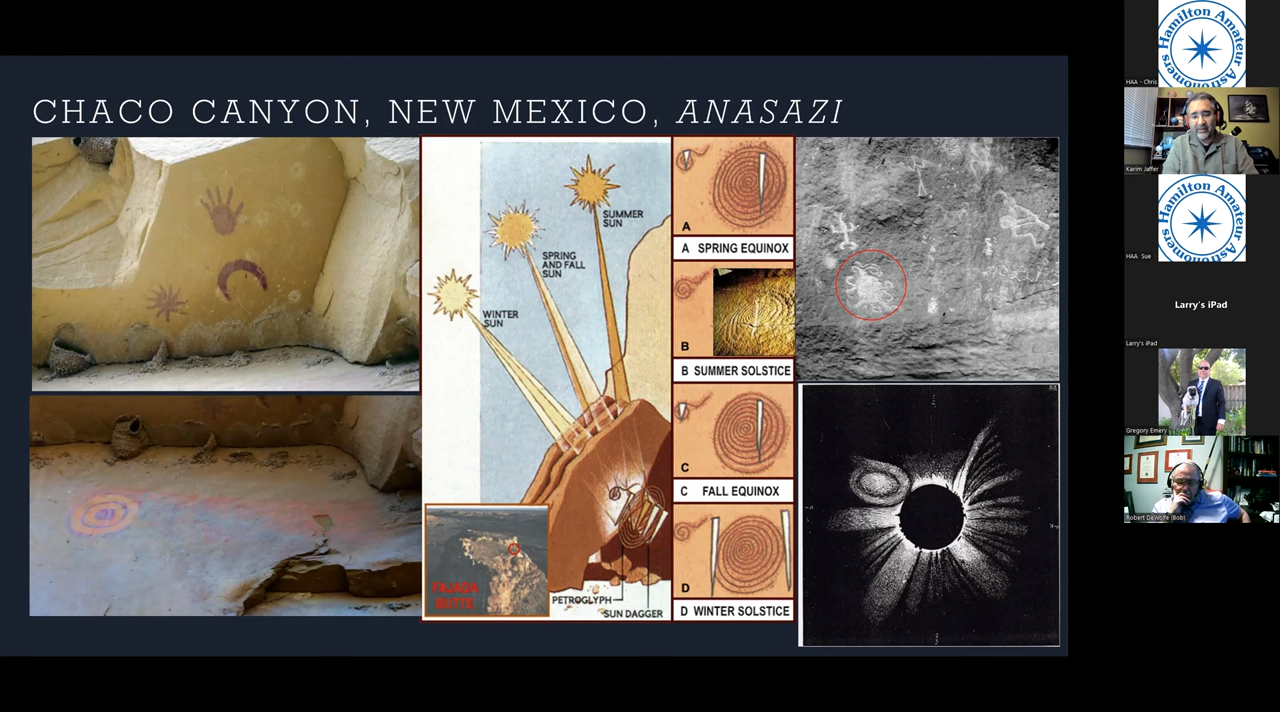 CHACO CANYON, NEW MEXICO, ANASAZI
SUMMER
SUN
SPRING
AND FALL
SUN
WINTER
SUN
FAJADA
BUTTE
PETROGLYPH
SUN DAGGER
A
A SPRING EQUINOX
B
B SUMMER SOLSTICE
C
C FALL EQUINOX
D
D WINTER SOLSTICE
Hamilton Amateur Astronomers
HAA - Chris
Karim Jaffer
Hamilton Amateur Astronomers
HAA Sue
Larry's iPad
Larry's iPad
Gregory Emery
Robert DeWolfe (Bob)